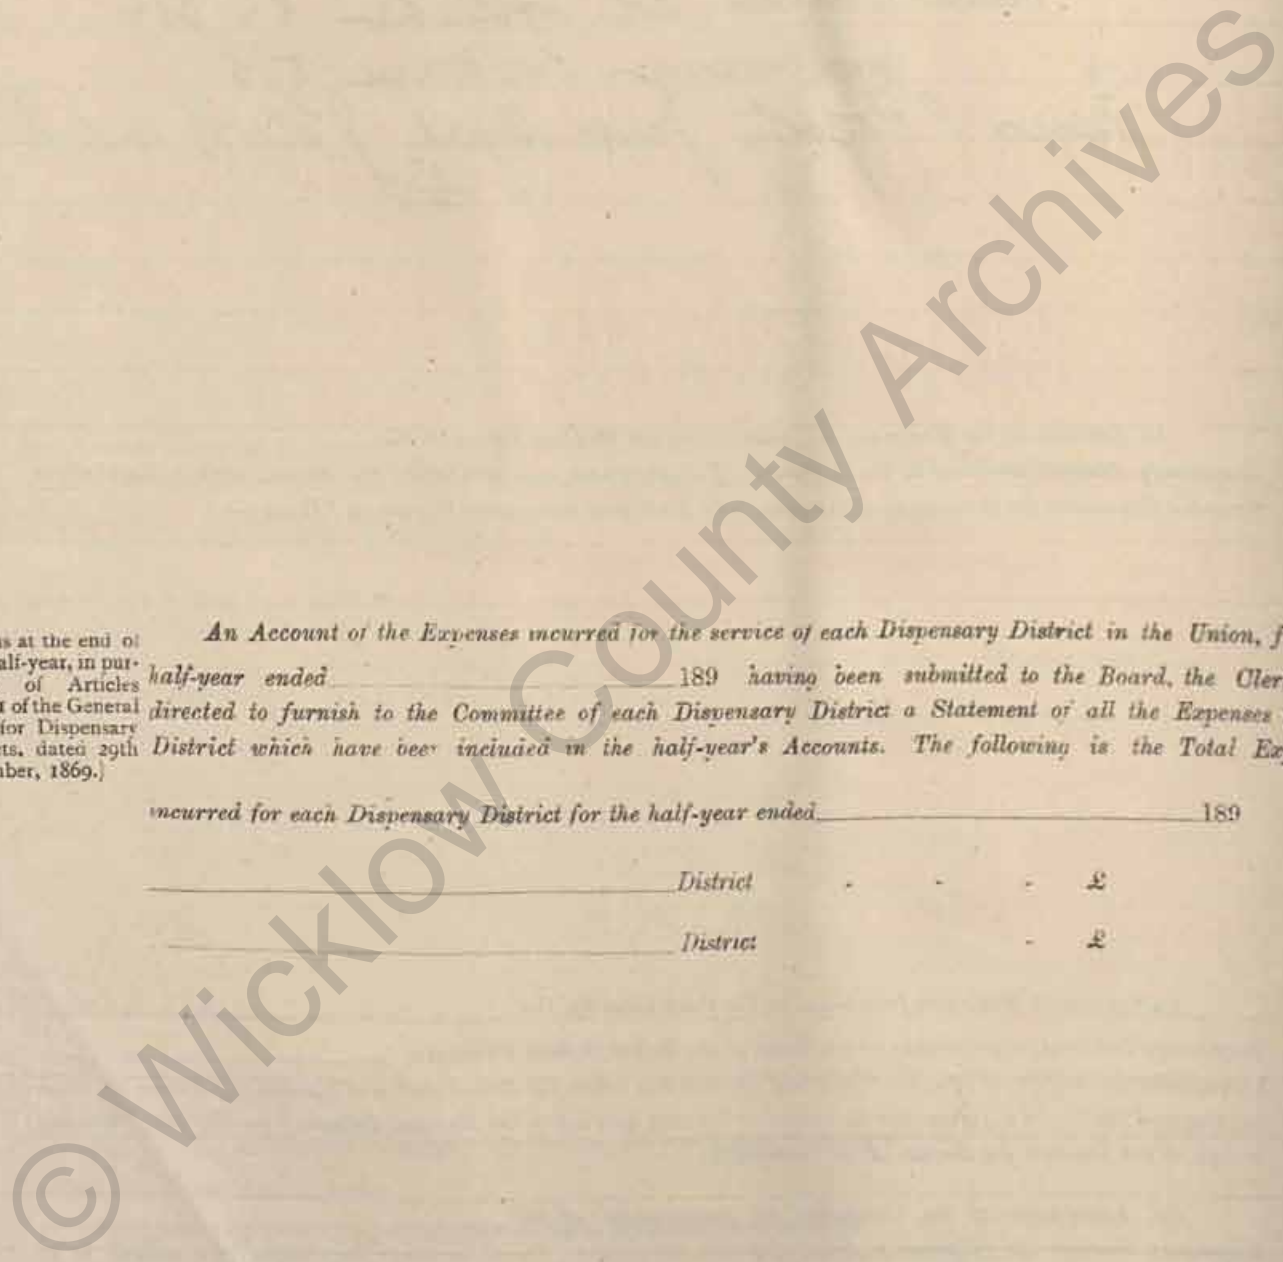 s at the end of
alf-year, in pur-
of Articles
of the General
for Dispensary
ts, dated 29th
ber, 1869.)
An Account of the Expenses incurred for the service of each Dispensary District in the Union, f
half-year ended 189 having been submitted to the Board, the Cler
directed to furnish to the Committee of each Dispensary District a Statement of all the Expenses
District which have been included in the half-year's Accounts. The following is the Total Ex
incurred for each Dispensary District for the half-year ended 189
District - - - £
District - £
© Wicklow County Archives